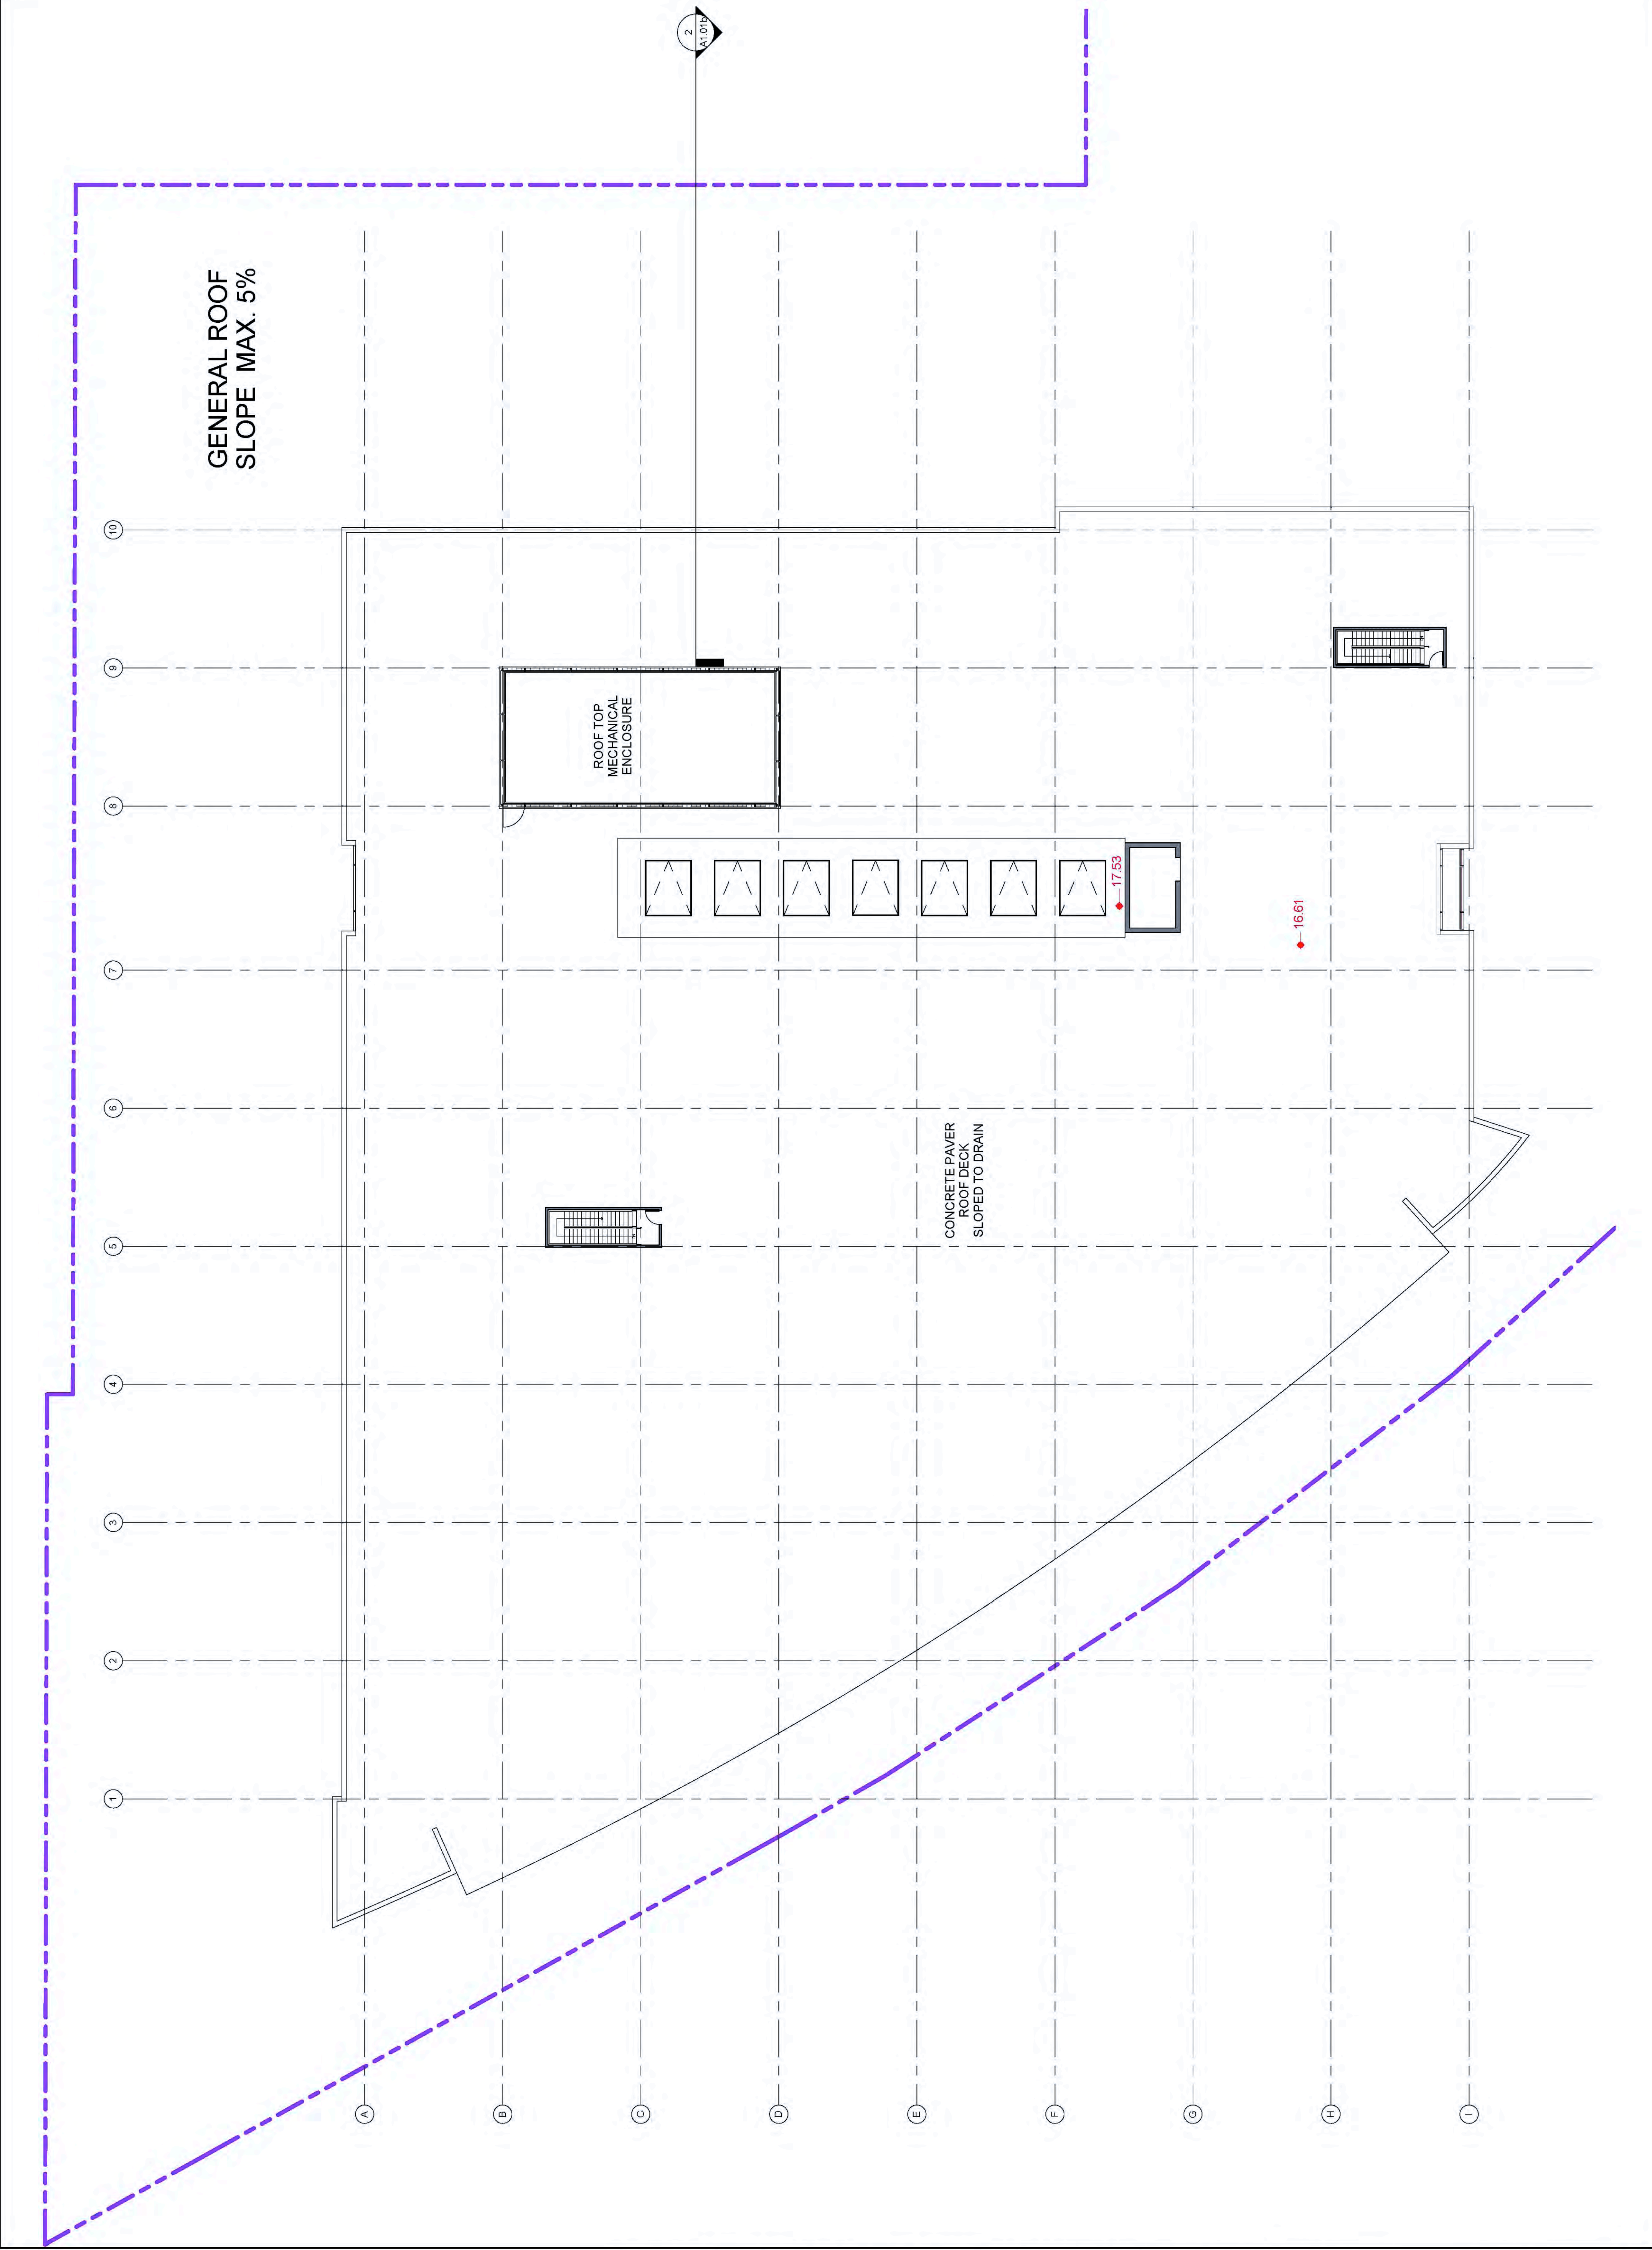 2
A1.01b
GENERAL ROOF
SLOPE MAX. 5%
10
9
8
7
6
5
4
3
2
1
ROOF TOP
MECHANICAL
ENCLOSURE
17.53
16.61
CONCRETE PAVER
ROOF DECK
SLOPED TO DRAIN
A
B
C
D
E
F
G
H
I